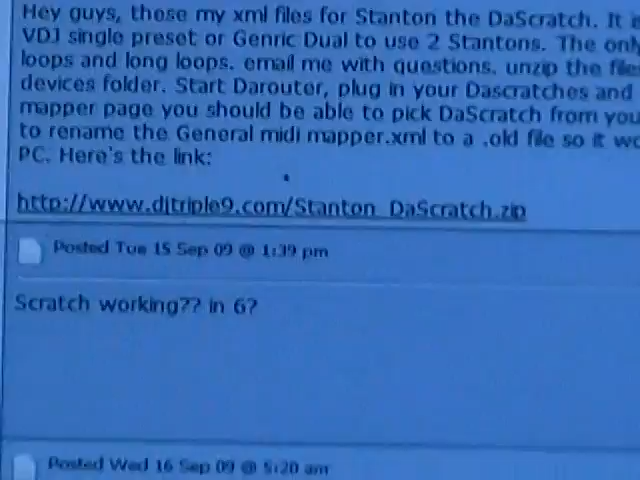 Hey guys, these my xml files for Stanton the DaScratch. It
VDJ single preset or Genric Dual to use 2 Stantons. The only
loops and long loops. email me with questions. unzip the files
devices folder. Start Darouter, plug in your Dascratches and
mapper page you should be able to pick DaScratch from you
to rename the General midi mapper.xml to a .old file so it wo
PC. Here's the link:
http://www.djtriple9.com/Stanton_DaScratch.zip
Posted Tue 15 Sep 09 @ 1:39 pm
Scratch working?? in 6?
Posted Wed 16 Sep 09 @ 5:20 am